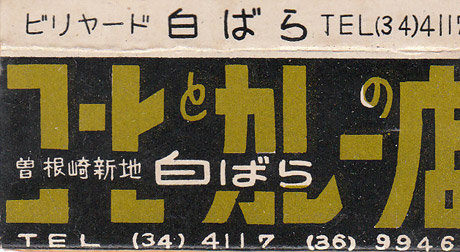 ビリヤード 白ばら TEL(34)4117
コーヒーとカレーの店
曽根崎新地 白ばら
TEL (34) 4117 (36) 9946